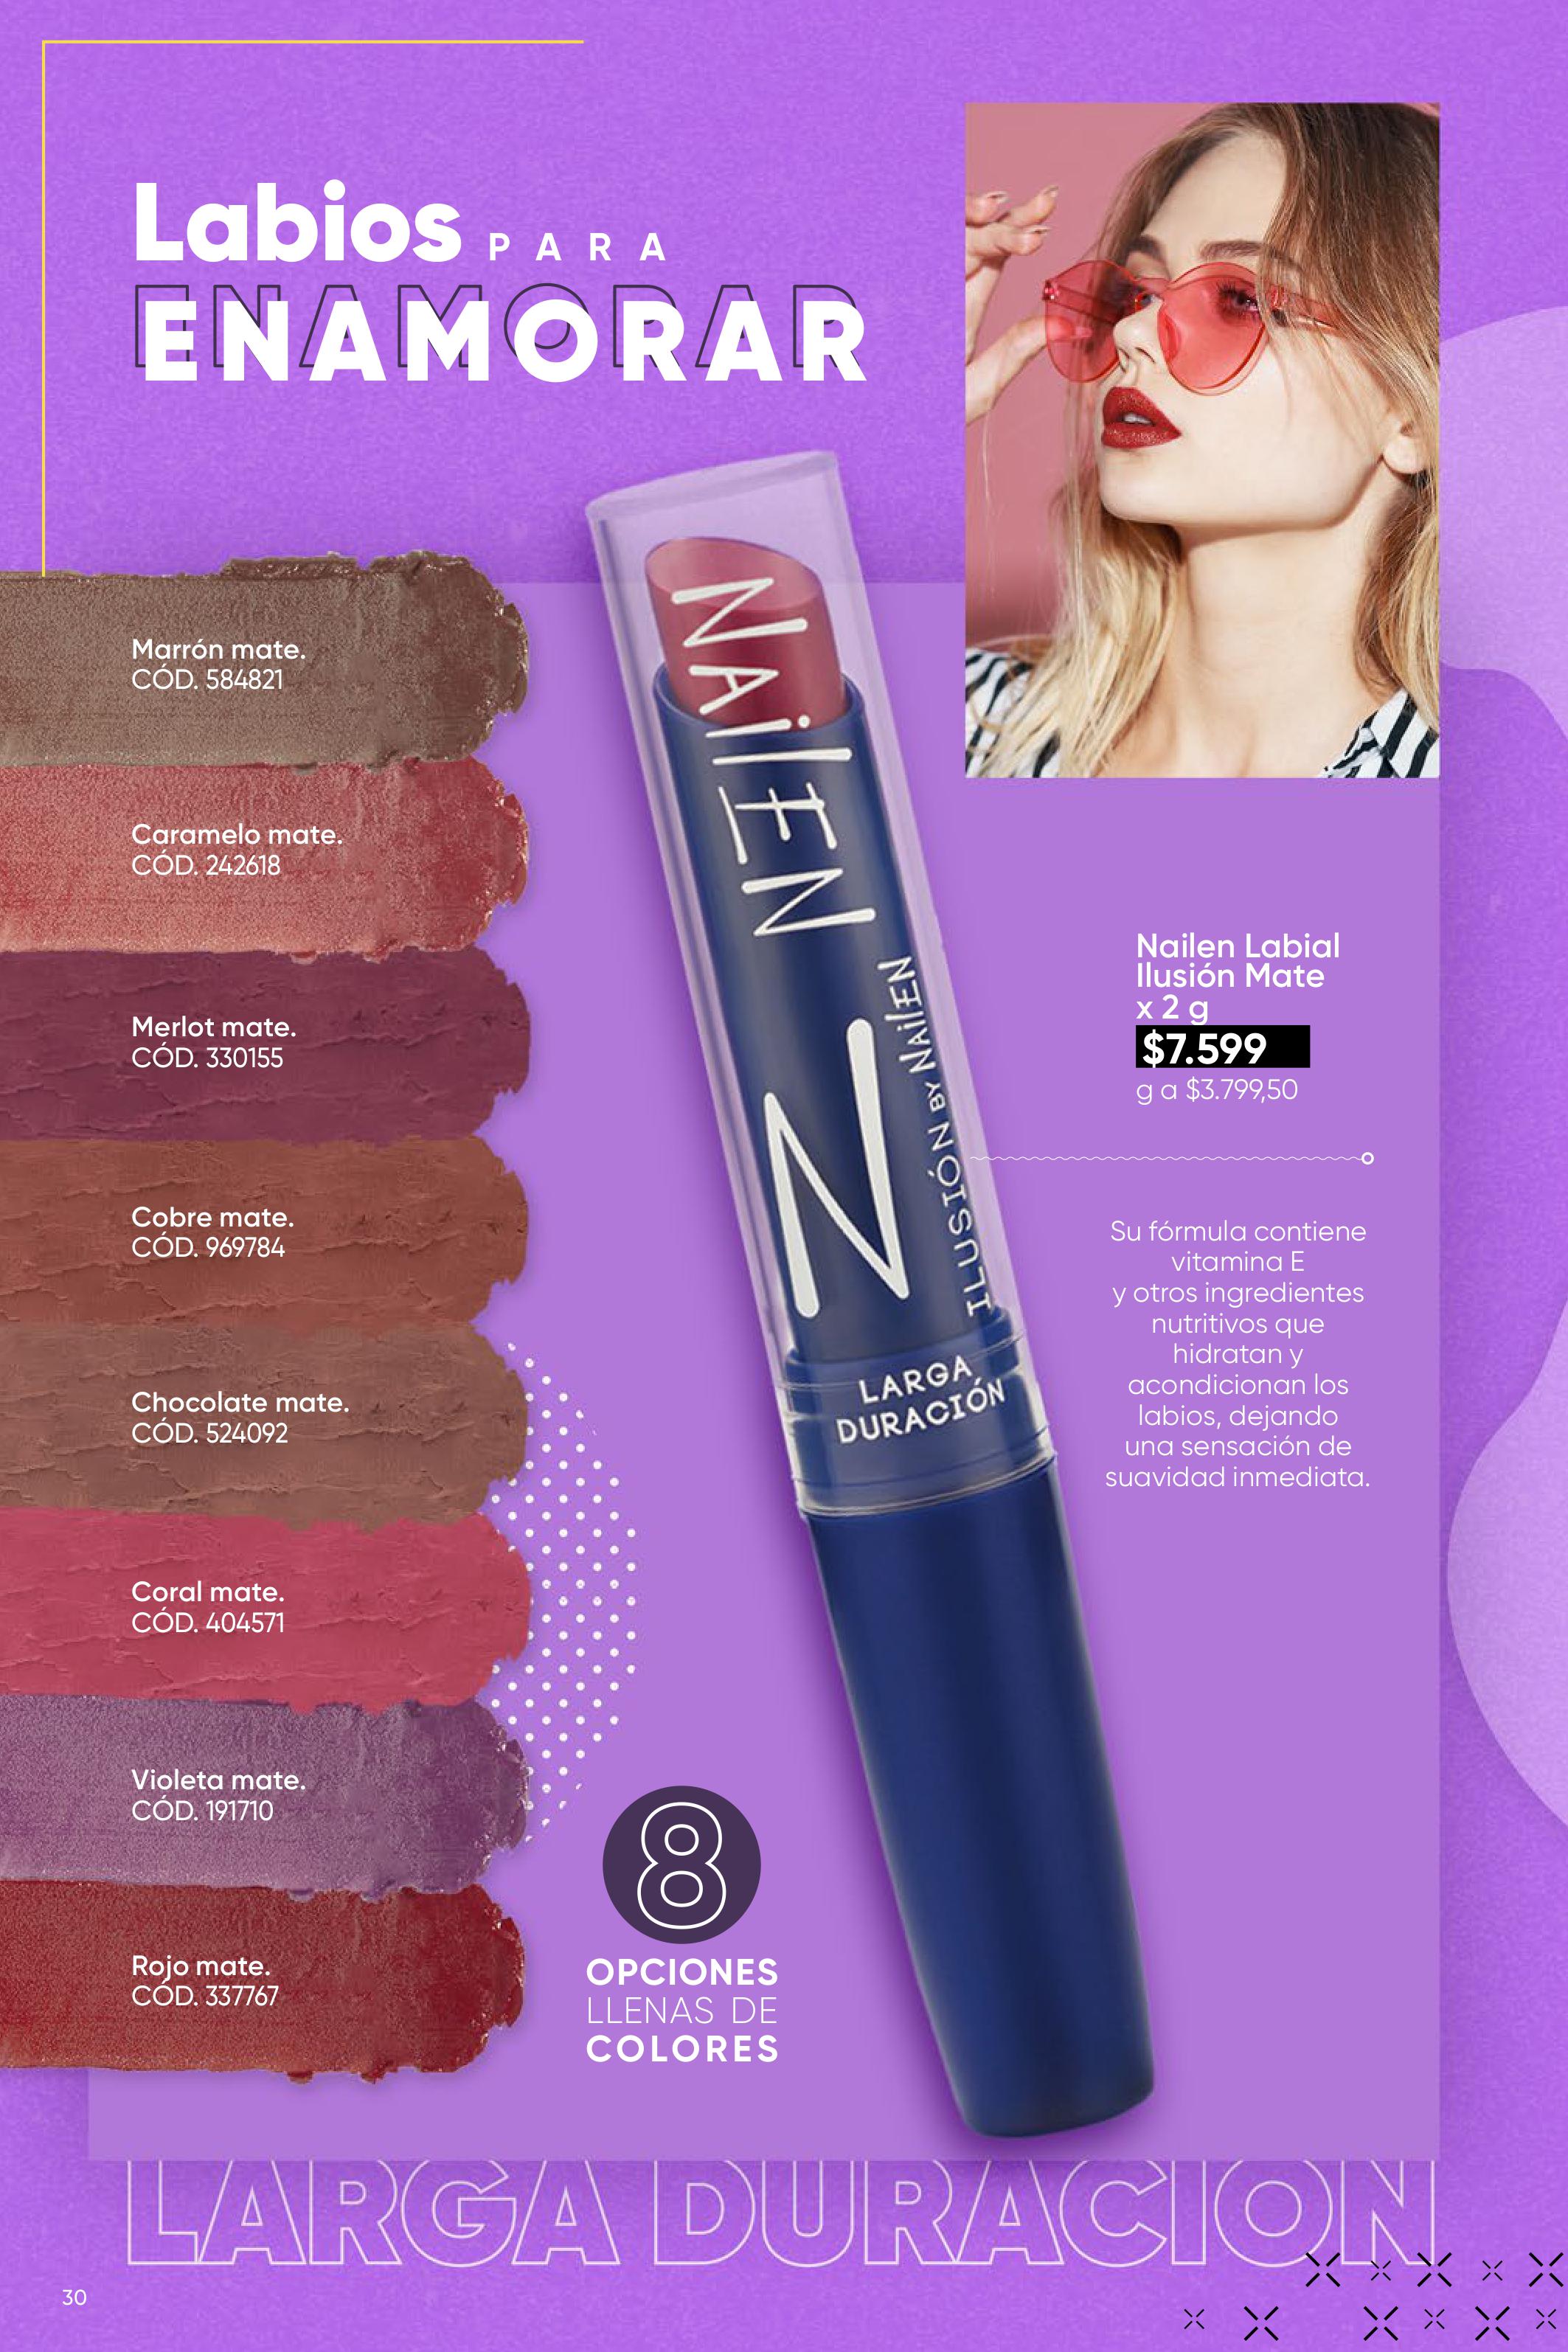 Labios PARA
ENAMORAR
Marrón mate.
CÓD. 584821
Caramelo mate.
CÓD. 242618
Merlot mate.
CÓD. 330155
Cobre mate.
CÓD. 969784
Chocolate mate.
CÓD. 524092
Coral mate.
CÓD. 404571
Violeta mate.
CÓD. 191710
Rojo mate.
CÓD. 337767
NAilEN
Z
ILUSIÓN BY NAilEN
LARGA
DURACIÓN
Nailen Labial
Ilusión Mate
x 2 g
$7.599
g a $3.799,50
Su fórmula contiene
vitamina E
y otros ingredientes
nutritivos que
hidratan y
acondicionan los
labios, dejando
una sensación de
suavidad inmediata.
8
OPCIONES
LLENAS DE
COLORES
LARGA DURACION
30